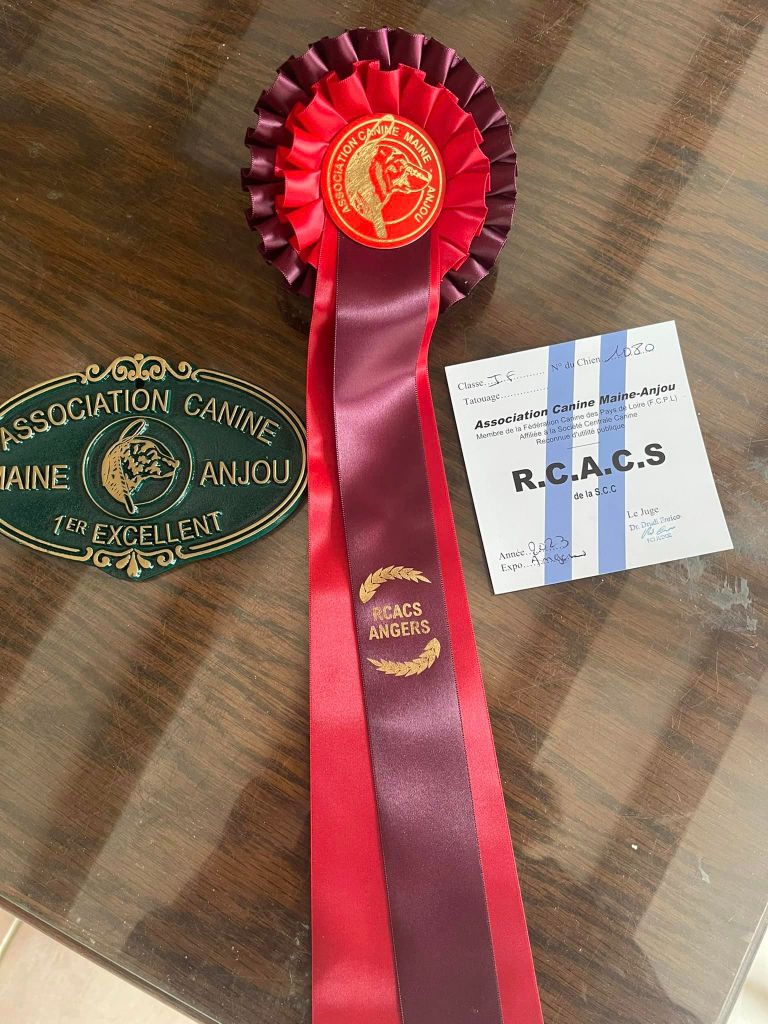 ASSOCIATION CANINE MAINE ANJOU
ASSOCIATION CANINE
MAINE ANJOU
1ER EXCELLENT
RCACS
ANGERS
Classe...I.F.......... N° du Chien.1030
Tatouage................
Association Canine Maine-Anjou
Membre de la Fédération Canine des Pays de Loire (F.C.P.L)
Affiliée à la Société Centrale Canine
Reconnue d'utilité publique
R.C.A.C.S
de la S.C.C
Le Juge
Dr.
Année..2023
Expo..Angers